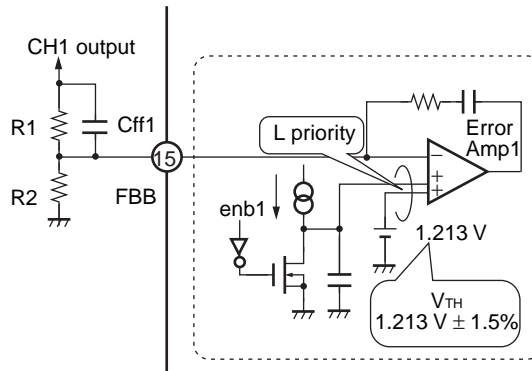 CH1 output
R1
Cff1
R2
15
FBB
L priority
Error
Amp1
−
+
+
enb1
1.213 V
VTH
1.213 V ± 1.5%